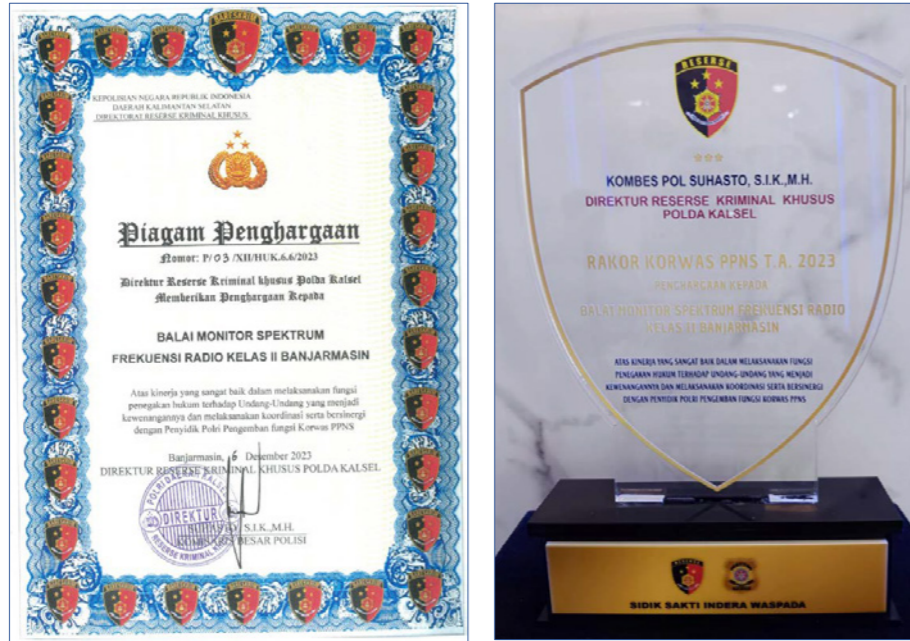 BARESKRIM
KEPOLISIAN NEGARA REPUBLIK INDONESIA
DAERAH KALIMANTAN SELATAN
DIREKTORAT RESERSE KRIMINAL KHUSUS
Piagam Penghargaan
Nomor: P/03/XII/HUK.6.6/2023
Direktur Reserse Kriminal khusus Polda Kalsel
Memberikan Penghargaan Kepada
BALAI MONITOR SPEKTRUM
FREKUENSI RADIO KELAS II BANJARMASIN
Atas kinerja yang sangat baik dalam melaksanakan fungsi
penegakan hukum terhadap Undang-Undang yang menjadi
kewenangannya dan melaksanakan koordinasi serta bersinergi
dengan Penyidik Polri Pengemban fungsi Korwas PPNS
Banjarmasin, 6 Desember 2023
DIREKTUR RESERSE KRIMINAL KHUSUS POLDA KALSEL
POLRI DAERAH KALSEL
DIREKTUR
RESERSE KRIMINAL
SUHASTO, S.I.K.,M.H.
KOMISARIS BESAR POLISI
RESERSE
KOMBES POL SUHASTO, S.I.K.,M.H.
DIREKTUR RESERSE KRIMINAL KHUSUS
POLDA KALSEL
RAKOR KORWAS PPNS T.A. 2023
PENGHARGAAN KEPADA
BALAI MONITOR SPEKTRUM FREKUENSI RADIO
KELAS II BANJARMASIN
ATAS KINERJA YANG SANGAT BAIK DALAM MELAKSANAKAN FUNGSI
PENEGAKAN HUKUM TERHADAP UNDANG-UNDANG YANG MENJADI
KEWENANGANNYA DAN MELAKSANAKAN KOORDINASI SERTA BERSINERGI
DENGAN PENYIDIK POLRI PENGEMBAN FUNGSI KORWAS PPNS
SIDIK SAKTI INDERA WASPADA